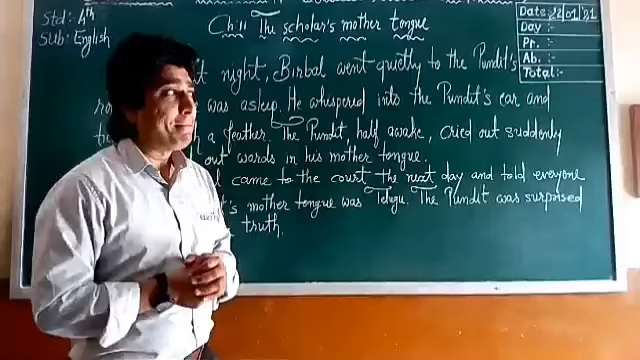 Std:- 4th
Sub:- English
Ch:11 The scholar's mother tongue
Date:- 22/01/21
Day:-
Pr.:-
Ab.:-
Total:-
night, Birbal went quietly to the Pundit's
was asleep. He whispered into the Pundit's ear and
a feather. The Pundit, half awake, cried out suddenly
out words in his mother tongue.
came to the court the next day and told everyone
's mother tongue was Telugu. The Pundit was surprised
truth.